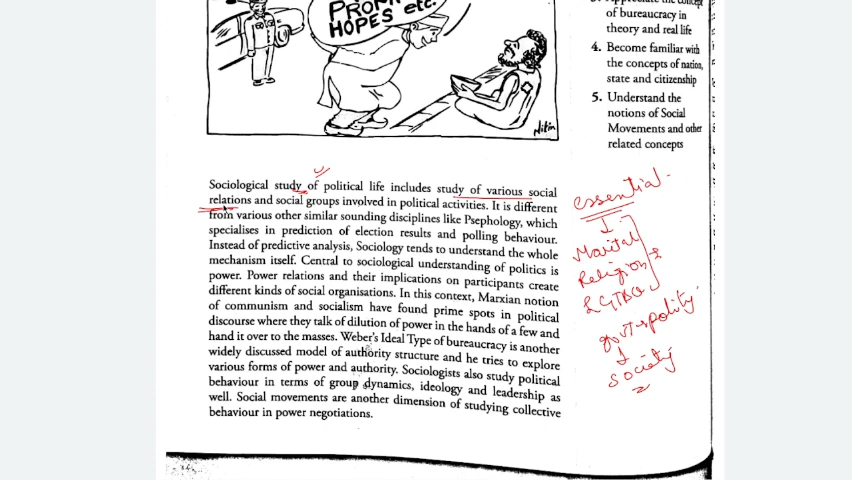 HOPES etc.
Nitin
of bureaucracy in
theory and real life
4. Become familiar with
the concepts of nation,
state and citizenship
5. Understand the
notions of Social
Movements and other
related concepts
Sociological study of political life includes study of various social
relations and social groups involved in political activities. It is different
from various other similar sounding disciplines like Psephology, which
specialises in prediction of election results and polling behaviour.
Instead of predictive analysis, Sociology tends to understand the whole
mechanism itself. Central to sociological understanding of politics is
power. Power relations and their implications on participants create
different kinds of social organisations. In this context, Marxian notion
of communism and socialism have found prime spots in political
discourse where they talk of dilution of power in the hands of a few and
hand it over to the masses. Weber's Ideal Type of bureaucracy is another
widely discussed model of authority structure and he tries to explore
various forms of power and authority. Sociologists also study political
behaviour in terms of group dynamics, ideology and leadership as
well. Social movements are another dimension of studying collective
behaviour in power negotiations.
essential
Marital
Religion
LGTBQ
govt polity
society